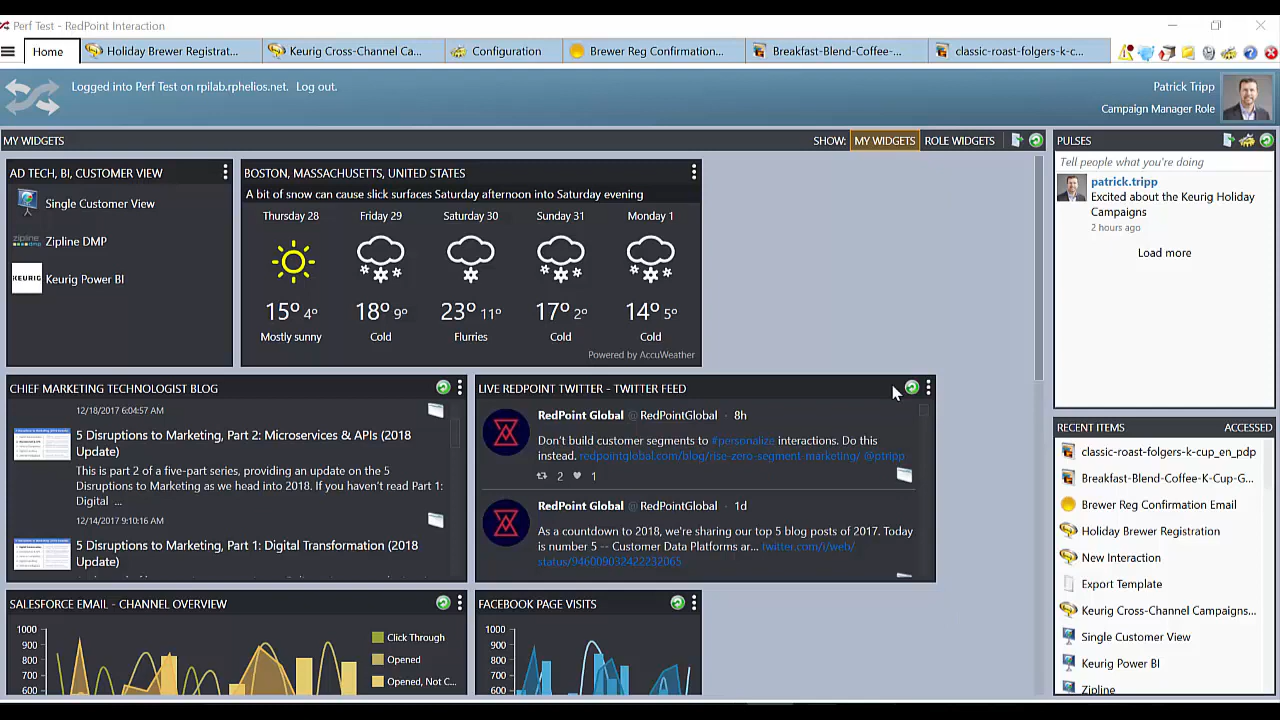 Perf Test - RedPoint Interaction
Home
Holiday Brewer Registrat...
Keurig Cross-Channel Ca...
Configuration
Brewer Reg Confirmation...
Breakfast-Blend-Coffee-...
classic-roast-folgers-k-c...
Logged into Perf Test on rpilab.rphelios.net. Log out.
Patrick Tripp
Campaign Manager Role
MY WIDGETS
SHOW: MY WIDGETS ROLE WIDGETS
AD TECH, BI, CUSTOMER VIEW
Single Customer View
zipline dmp
Zipline DMP
KEURIG
Keurig Power BI
BOSTON, MASSACHUSETTS, UNITED STATES
A bit of snow can cause slick surfaces Saturday afternoon into Saturday evening
Thursday 28 Friday 29 Saturday 30 Sunday 31 Monday 1
15° 4° 18° 9° 23° 11° 17° 2° 14° 5°
Mostly sunny Cold Flurries Cold Cold
Powered by AccuWeather
CHIEF MARKETING TECHNOLOGIST BLOG
12/18/2017 6:04:57 AM
5 Disruptions to Marketing, Part 2: Microservices & APIs (2018
Update)
This is part 2 of a five-part series, providing an update on the 5
Disruptions to Marketing as we head into 2018. If you haven't read Part 1:
Digital ...
12/14/2017 9:10:16 AM
5 Disruptions to Marketing, Part 1: Digital Transformation (2018
Update)
LIVE REDPOINT TWITTER - TWITTER FEED
RedPoint Global @ RedPointGlobal · 8h
Don't build customer segments to #personalize interactions. Do this
instead. redpointglobal.com/blog/rise-zero-segment-marketing/ @ptripp
2 1
RedPoint Global @ RedPointGlobal · 1d
As a countdown to 2018, we're sharing our top 5 blog posts of 2017. Today
is number 5 -- Customer Data Platforms ar... twitter.com/i/web/
status/946009032422232065
SALESFORCE EMAIL - CHANNEL OVERVIEW
1000
900
800
700
600
Click Through
Opened
Opened, Not C...
FACEBOOK PAGE VISITS
1000
900
800
700
600
PULSES
Tell people what you're doing
patrick.tripp
Excited about the Keurig Holiday
Campaigns
2 hours ago
Load more
RECENT ITEMS ACCESSED
classic-roast-folgers-k-cup_en_pdp
Breakfast-Blend-Coffee-K-Cup-G...
Brewer Reg Confirmation Email
Holiday Brewer Registration
New Interaction
Export Template
Keurig Cross-Channel Campaigns...
Single Customer View
Keurig Power BI
Zipline